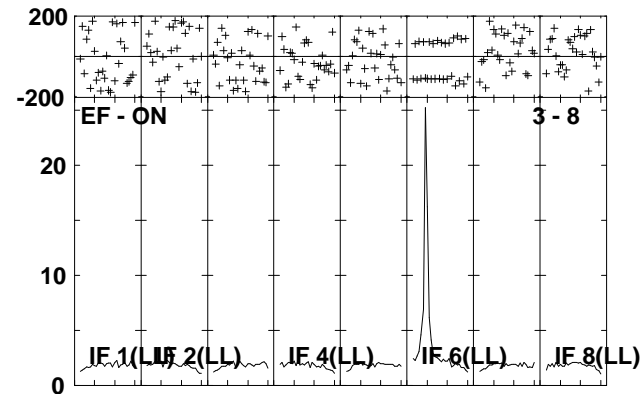 200
-200
EF - ON 3 - 8
20
10
IF 1(LL) IF 2(LL) IF 4(LL) IF 6(LL) IF 8(LL)
0